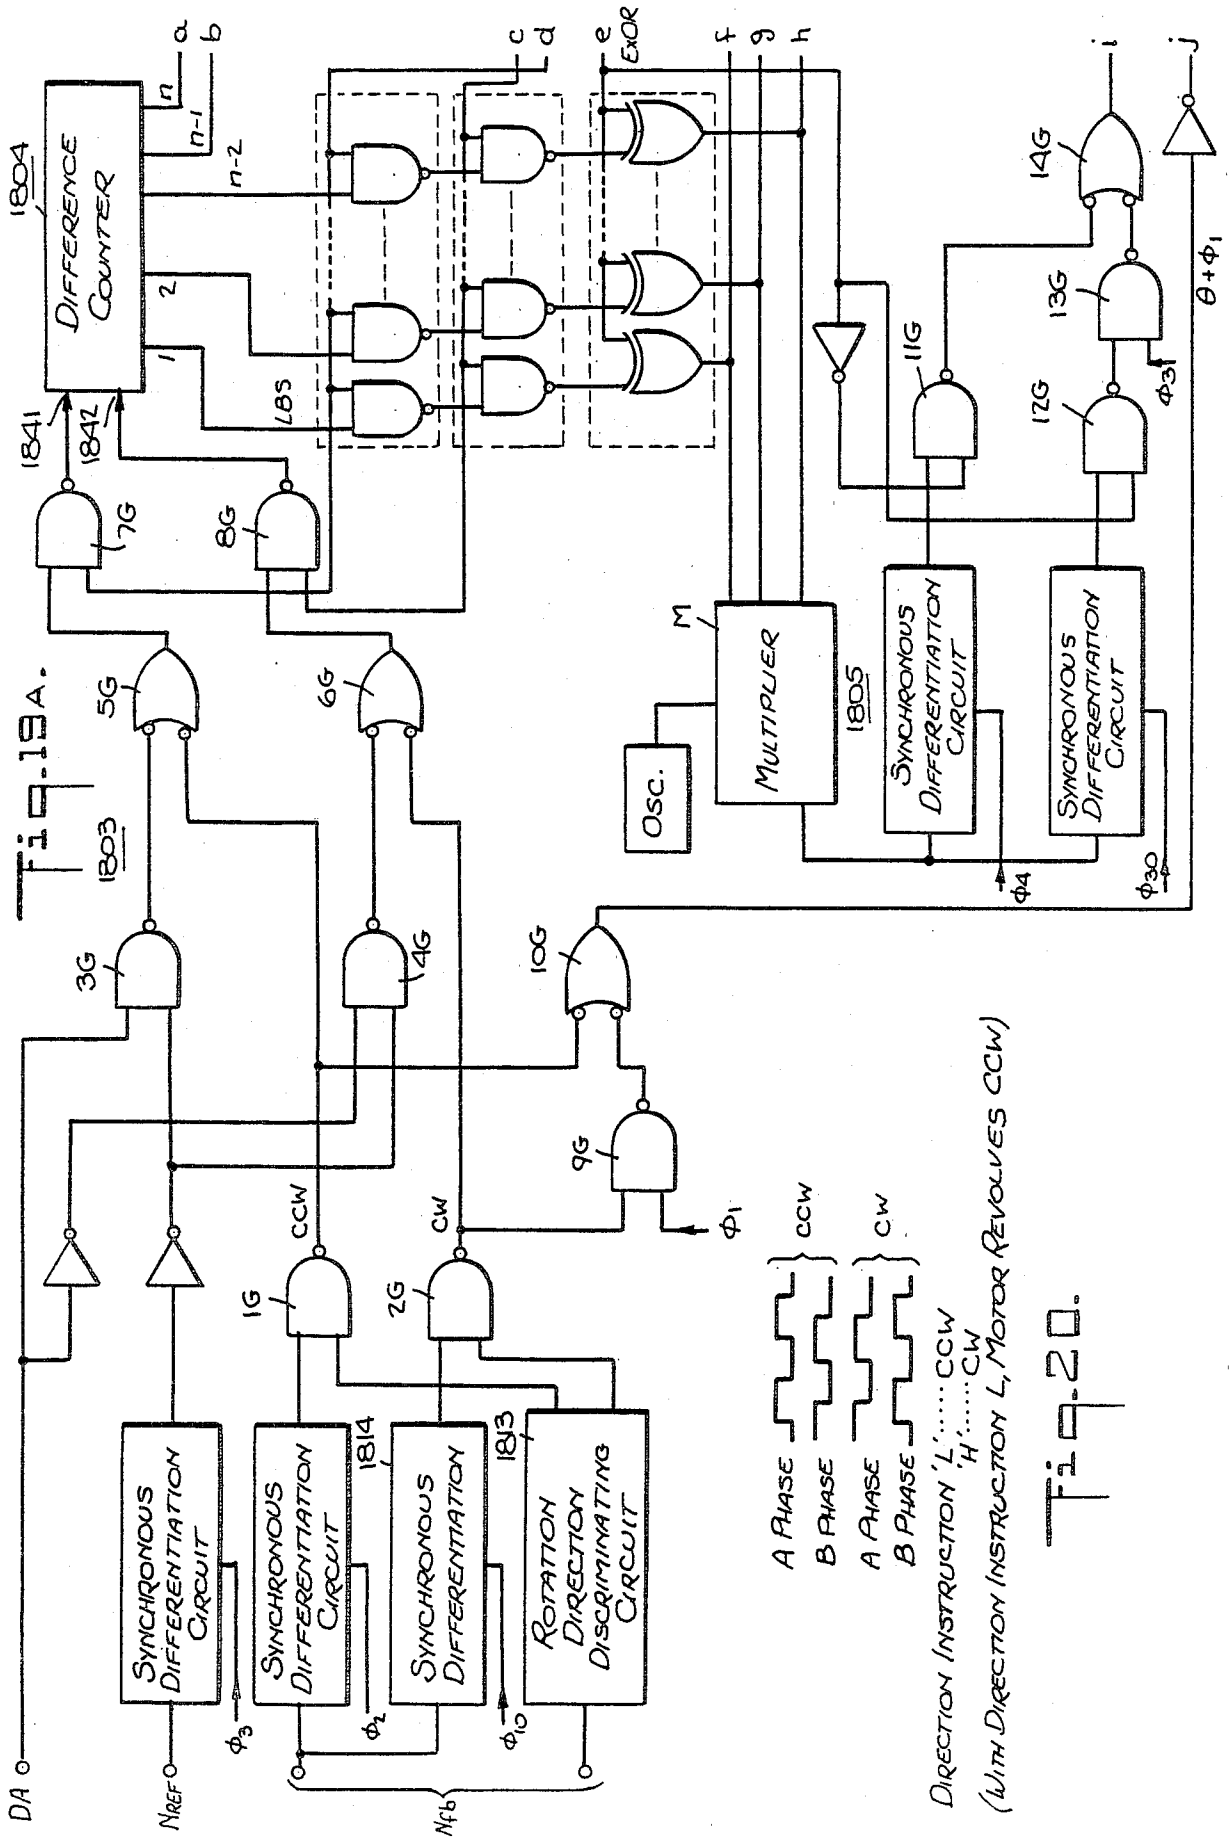 Fig. 19A.
1803
DA
NREF
Nfb
SYNCHRONOUS
DIFFERENTIATION
CIRCUIT
φ3
SYNCHRONOUS
DIFFERENTIATION
CIRCUIT
φ2
SYNCHRONOUS
DIFFERENTIATION
1814
φ10
ROTATION
DIRECTION
DISCRIMINATING
CIRCUIT
1813
1G
CCW
2G
CW
3G
4G
5G
6G
7G
8G
9G
φ1
10G
1841
1842
DIFFERENCE
COUNTER
1804
1
2
n-2
n-1
n
LBS
a
b
c
d
e
ExOR
f
g
h
i
j
OSC.
MULTIPLIER
M
1805
SYNCHRONOUS
DIFFERENTIATION
CIRCUIT
φ4
SYNCHRONOUS
DIFFERENTIATION
CIRCUIT
φ30
11G
12G
13G
φ31
14G
θ+φ1
A PHASE
B PHASE
CCW
A PHASE
B PHASE
CW
DIRECTION INSTRUCTION 'L'......CCW
'H'......CW
(WITH DIRECTION INSTRUCTION L, MOTOR REVOLVES CCW)
Fig. 20.